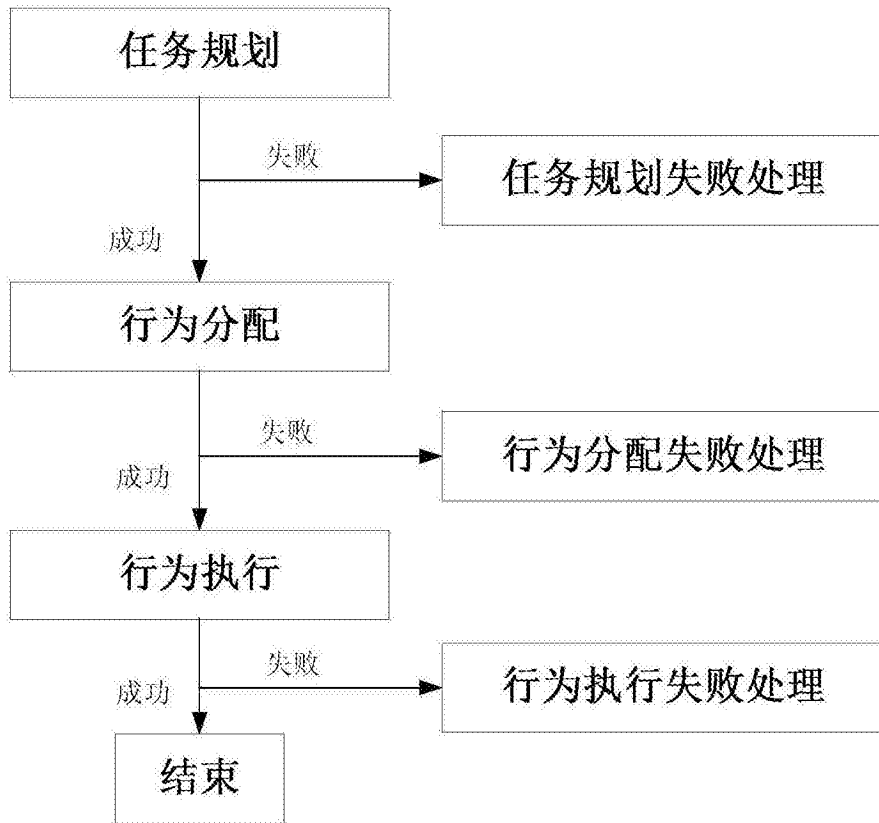 任务规划
失败
任务规划失败处理
成功
行为分配
失败
行为分配失败处理
成功
行为执行
失败
行为执行失败处理
成功
结束